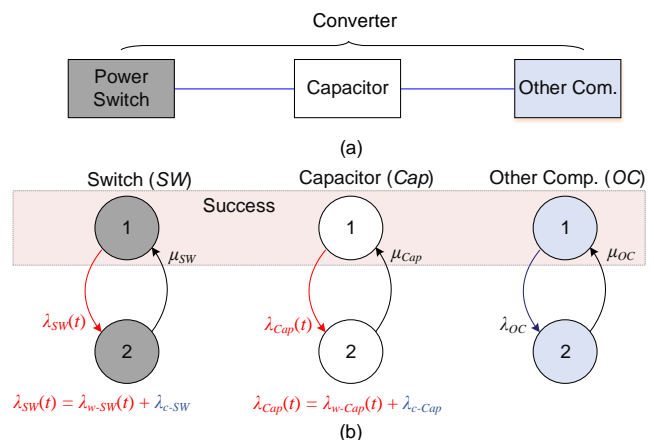 Converter
Power Switch
Capacitor
Other Com.
(a)
Switch (SW)
Capacitor (Cap)
Other Comp. (OC)
Success
1
1
1
μSW
μCap
μOC
λSW(t)
λCap(t)
λOC
2
2
2
λSW(t) = λw-SW(t) + λc-SW
λCap(t) = λw-Cap(t) + λc-Cap
(b)